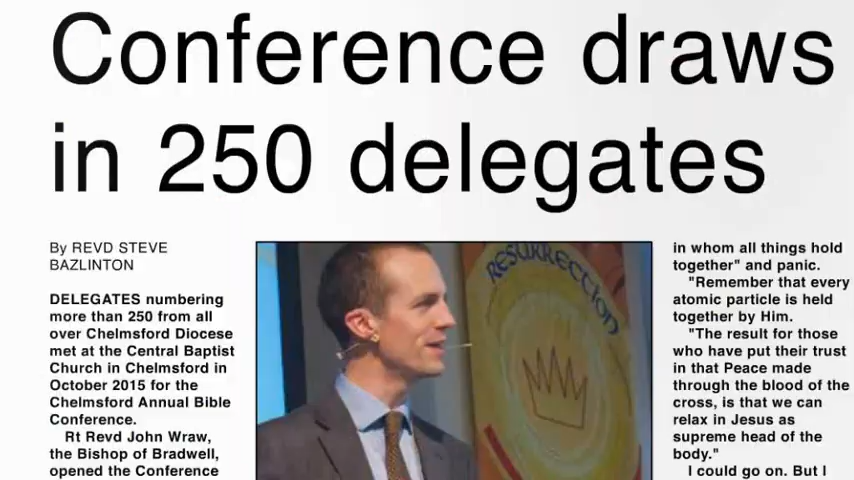 Conference draws
in 250 delegates
By REVD STEVE
BAZLINTON
DELEGATES numbering
more than 250 from all
over Chelmsford Diocese
met at the Central Baptist
Church in Chelmsford in
October 2015 for the
Chelmsford Annual Bible
Conference.
Rt Revd John Wraw,
the Bishop of Bradwell,
opened the Conference
RESURRECTION
in whom all things hold
together" and panic.
"Remember that every
atomic particle is held
together by Him.
"The result for those
who have put their trust
in that Peace made
through the blood of the
cross, is that we can
relax in Jesus as
supreme head of the
body."
I could go on. But I